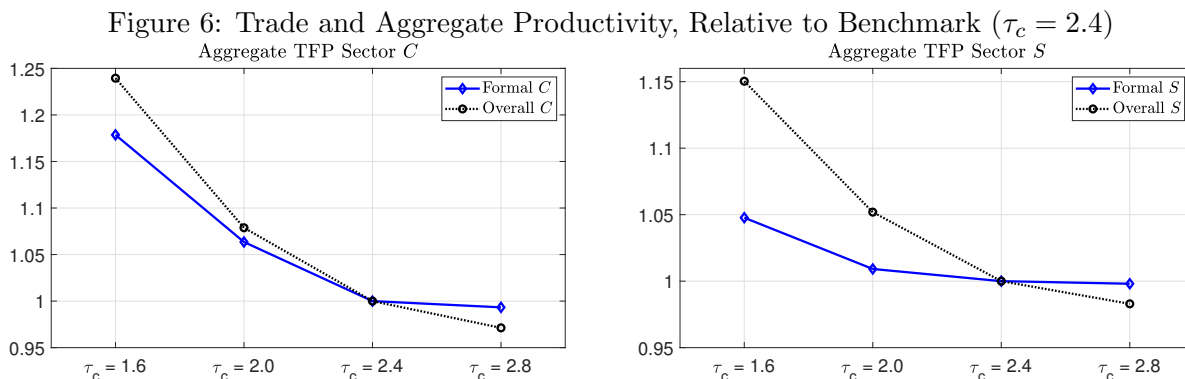 Figure 6: Trade and Aggregate Productivity, Relative to Benchmark (τc = 2.4)
Aggregate TFP Sector C
1.25
1.2
1.15
1.1
1.05
1
0.95
τc = 1.6
τc = 2.0
τc = 2.4
τc = 2.8
Formal C
Overall C
Aggregate TFP Sector S
1.15
1.1
1.05
1
0.95
τc = 1.6
τc = 2.0
τc = 2.4
τc = 2.8
Formal S
Overall S